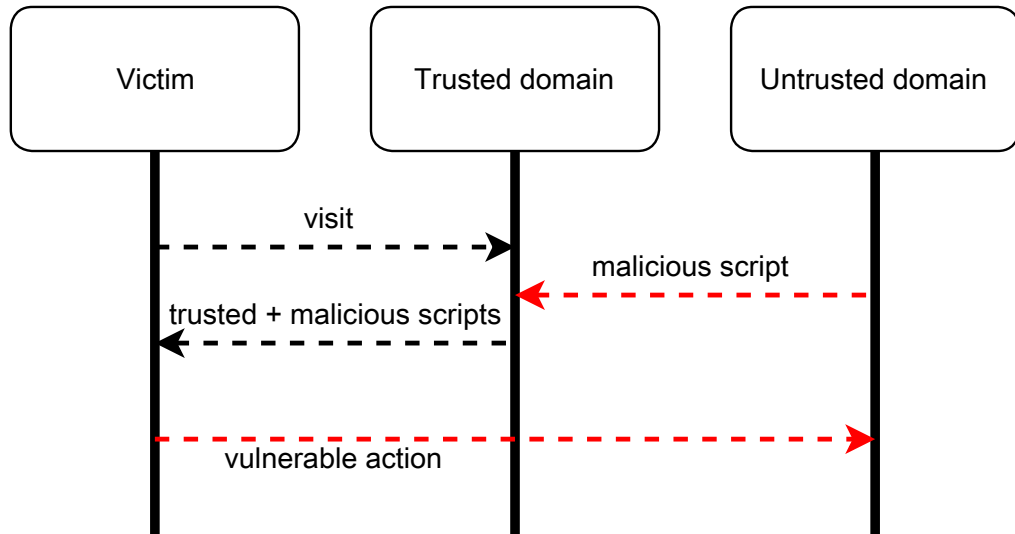 Victim
Trusted domain
Untrusted domain
visit
malicious script
trusted + malicious scripts
vulnerable action